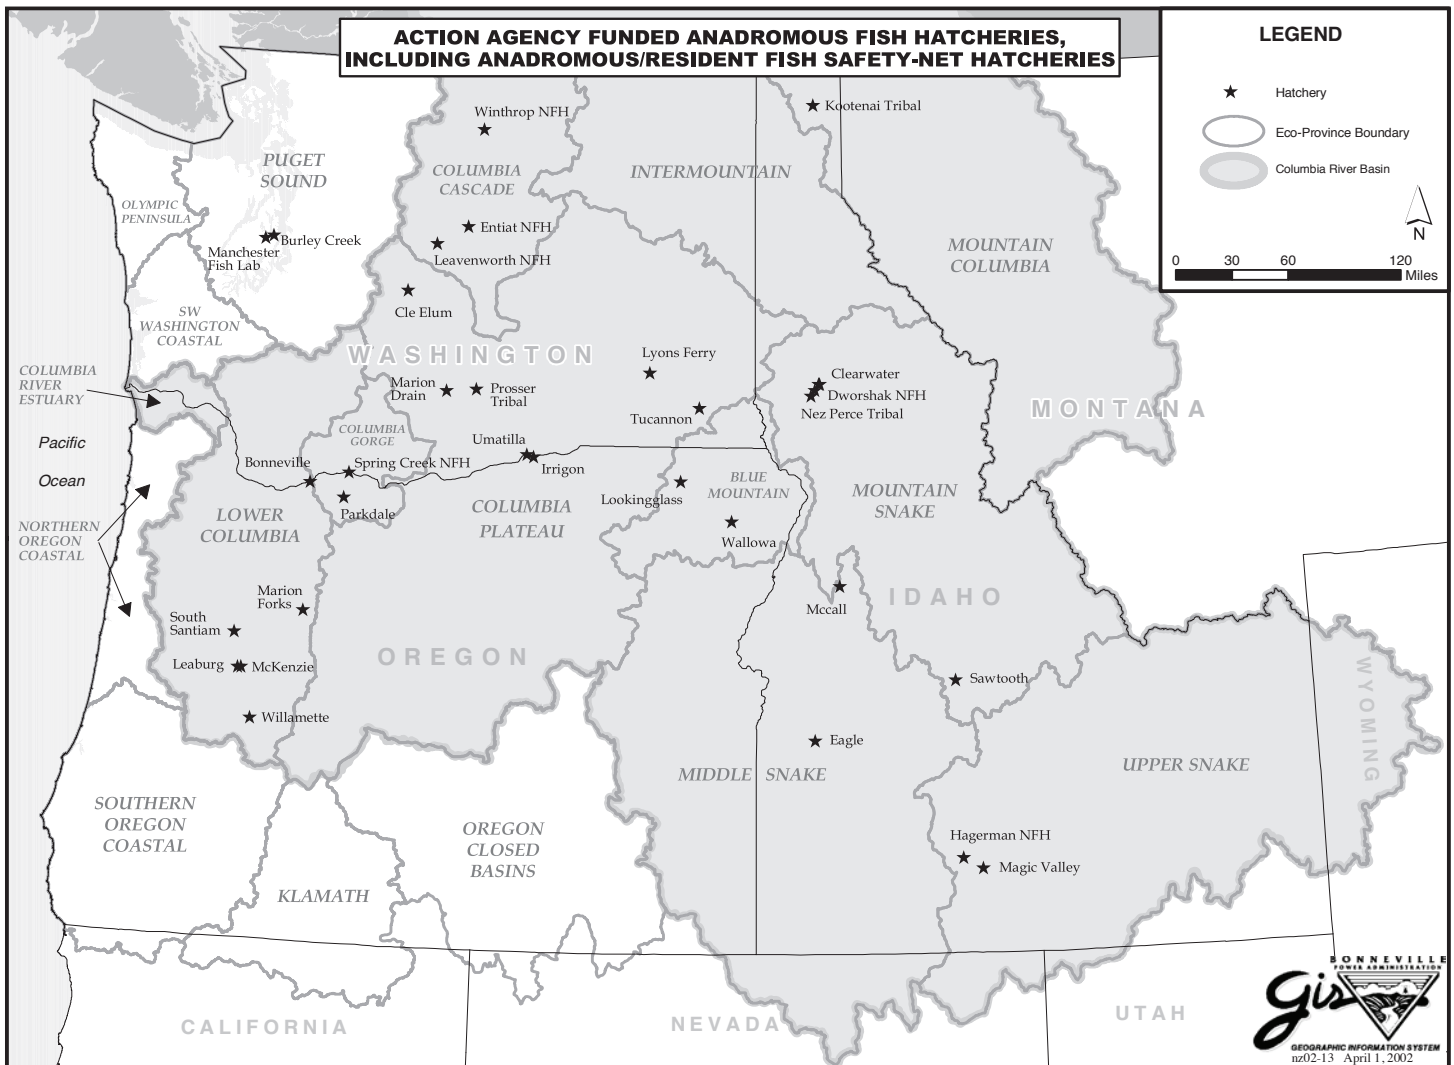 ACTION AGENCY FUNDED ANADROMOUS FISH HATCHERIES,
INCLUDING ANADROMOUS/RESIDENT FISH SAFETY-NET HATCHERIES
LEGEND
Hatchery
Eco-Province Boundary
Columbia River Basin
N
0 30 60 120
Miles
Winthrop NFH
Kootenai Tribal
PUGET
SOUND
COLUMBIA
CASCADE
INTERMOUNTAIN
OLYMPIC
PENINSULA
Entiat NFH
Burley Creek
Manchester
Fish Lab
Leavenworth NFH
MOUNTAIN
COLUMBIA
Cle Elum
SW
WASHINGTON
COASTAL
WASHINGTON
Lyons Ferry
COLUMBIA
RIVER
ESTUARY
Marion
Drain
Prosser
Tribal
Clearwater
Dworshak NFH
Nez Perce Tribal
MONTANA
Tucannon
COLUMBIA
GORGE
Pacific
Ocean
Umatilla
Irrigon
Bonneville
Spring Creek NFH
Parkdale
Lookingglass
BLUE
MOUNTAIN
MOUNTAIN
SNAKE
LOWER
COLUMBIA
COLUMBIA
PLATEAU
NORTHERN
OREGON
COASTAL
Wallowa
Marion
Forks
Mccall
IDAHO
South
Santiam
Leaburg
McKenzie
OREGON
Sawtooth
WYOMING
Willamette
Eagle
MIDDLE SNAKE
UPPER SNAKE
SOUTHERN
OREGON
COASTAL
OREGON
CLOSED
BASINS
Hagerman NFH
Magic Valley
KLAMATH
CALIFORNIA
NEVADA
UTAH
BONNEVILLE
POWER ADMINISTRATION
Gis
GEOGRAPHIC INFORMATION SYSTEM
nz02-13 April 1, 2002